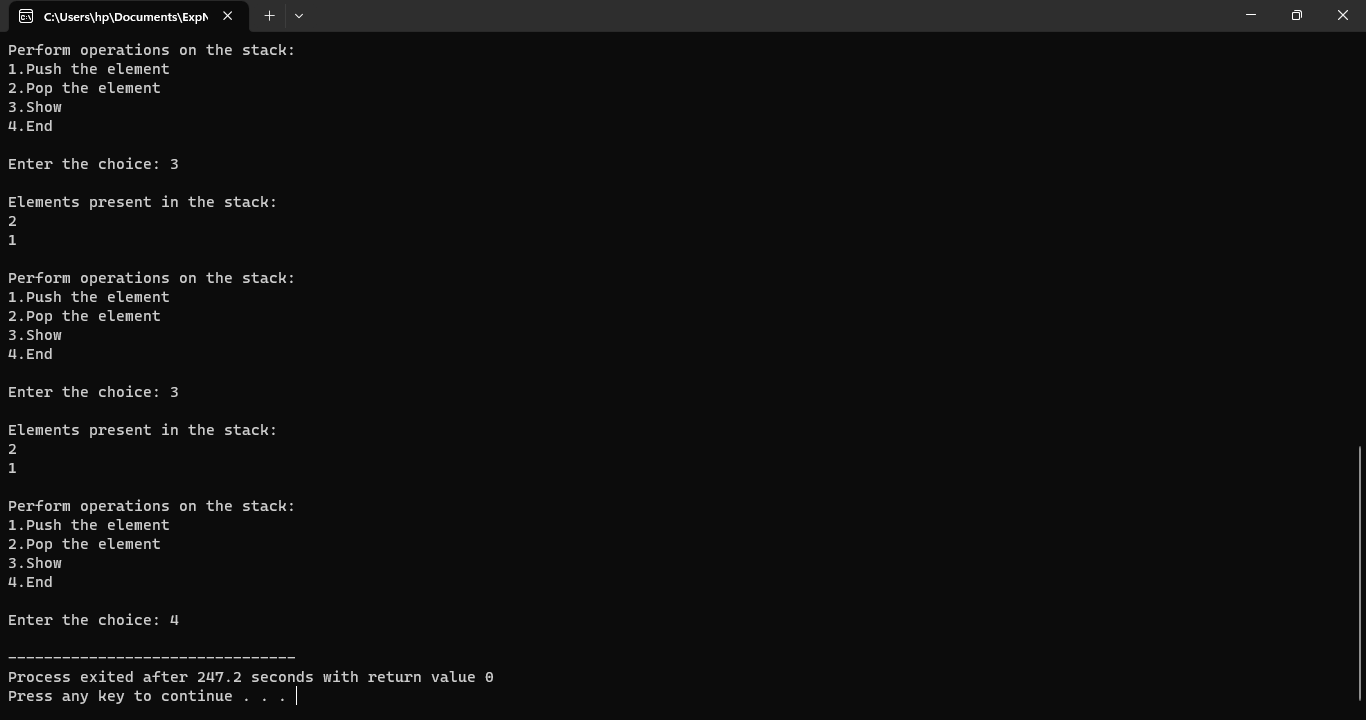 C:\Users\hp\Documents\ExpN
Perform operations on the stack:
1.Push the element
2.Pop the element
3.Show
4.End
Enter the choice: 3
Elements present in the stack:
2
1
Perform operations on the stack:
1.Push the element
2.Pop the element
3.Show
4.End
Enter the choice: 3
Elements present in the stack:
2
1
Perform operations on the stack:
1.Push the element
2.Pop the element
3.Show
4.End
Enter the choice: 4
--------------------------------
Process exited after 247.2 seconds with return value 0
Press any key to continue . . .